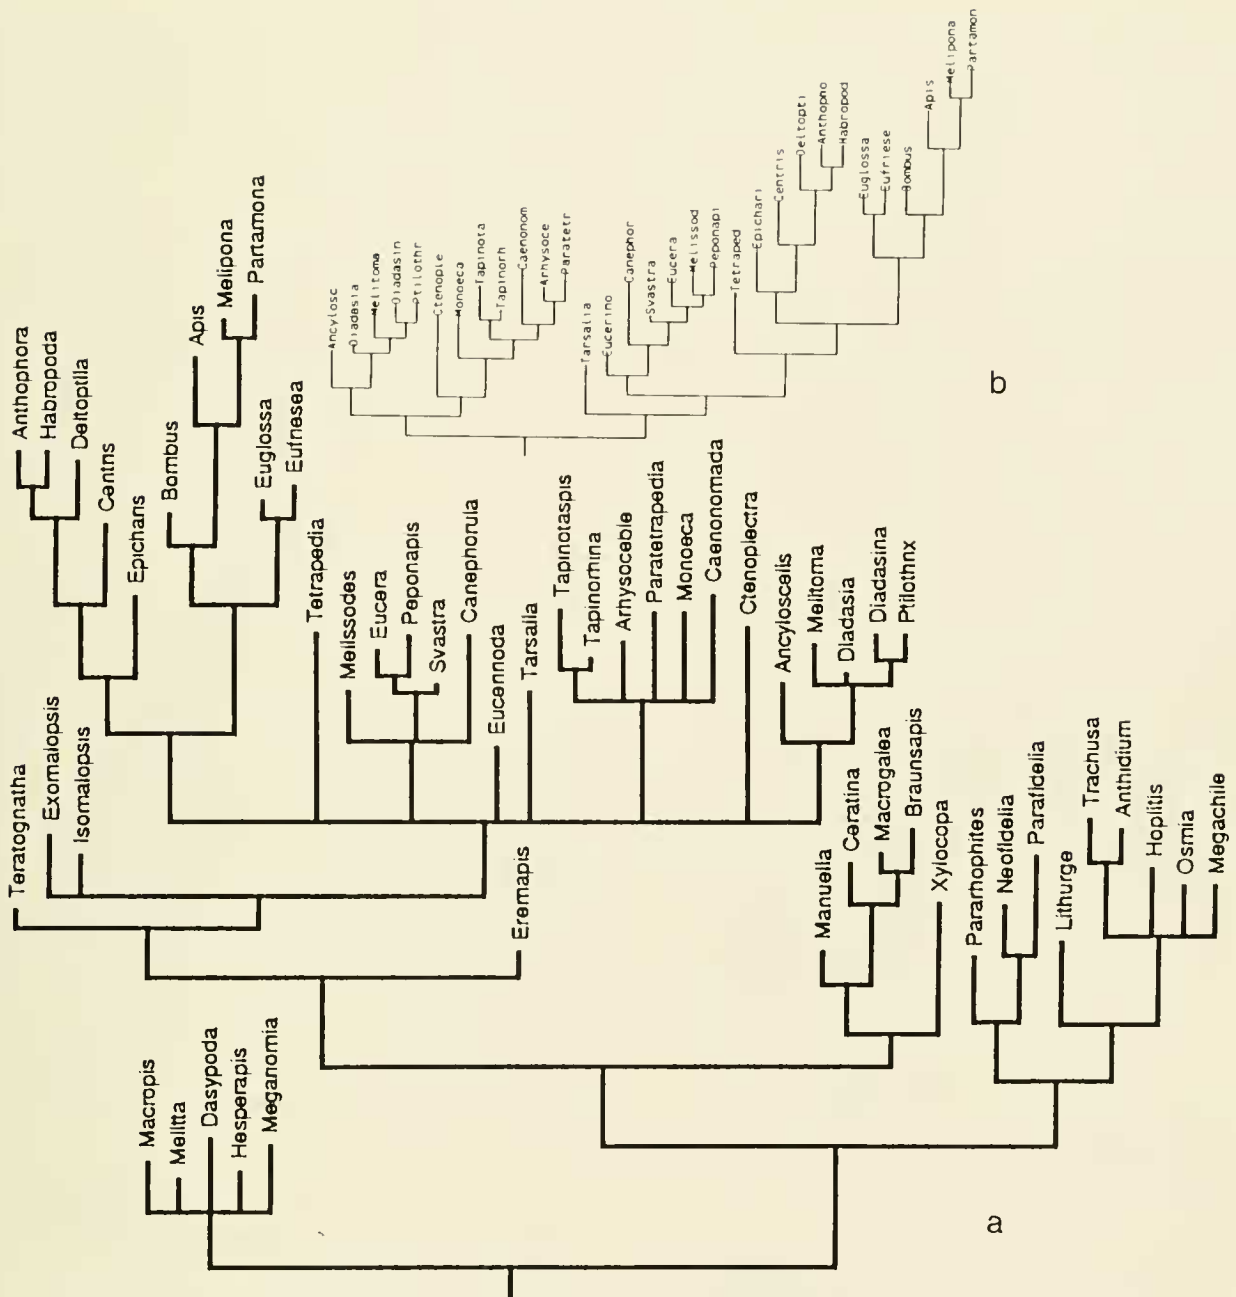 Anthophora
Habropoda
Deltoptila
Centris
Epicharis
Bombus
Apis
Melipona
Partamona
Euglossa
Eufnesea
Tetrapedia
Melissodes
Eucera
Peponapis
Svastra
Canephorula
Eucennoda
Tarsalia
Tapinotaspis
Tapinorhina
Arhysoceble
Paratetrapedia
Monoeca
Caenonomada
Ctenoplectra
Ancyloscelis
Melitoma
Diadasia
Diadasina
Ptilothnx
Teratognatha
Exomalopsis
Isomalopsis
Eremapis
Manuelia
Ceratina
Macrogalea
Braunsapis
Xylocopa
Pararhophites
Neofidelia
Parafidelia
Lithurge
Trachusa
Anthidium
Hoplitis
Osmia
Megachile
Macropis
Melitta
Dasypoda
Hesperapis
Meganomia
a
Ancylosc
Diadasia
Melitoma
Diadasin
Ptilothr
Ctenople
Monoeca
Tapinota
Tapinorh
Caenonom
Arhysoce
Paratetr
Tarsalia
Eucerino
Canephor
Svastra
Eucera
Melissod
Peponapi
Tetraped
Epichari
Centris
Deltopti
Anthopho
Habropod
Euglossa
Eufriese
Bombus
Apis
Melipona
Partamon
b